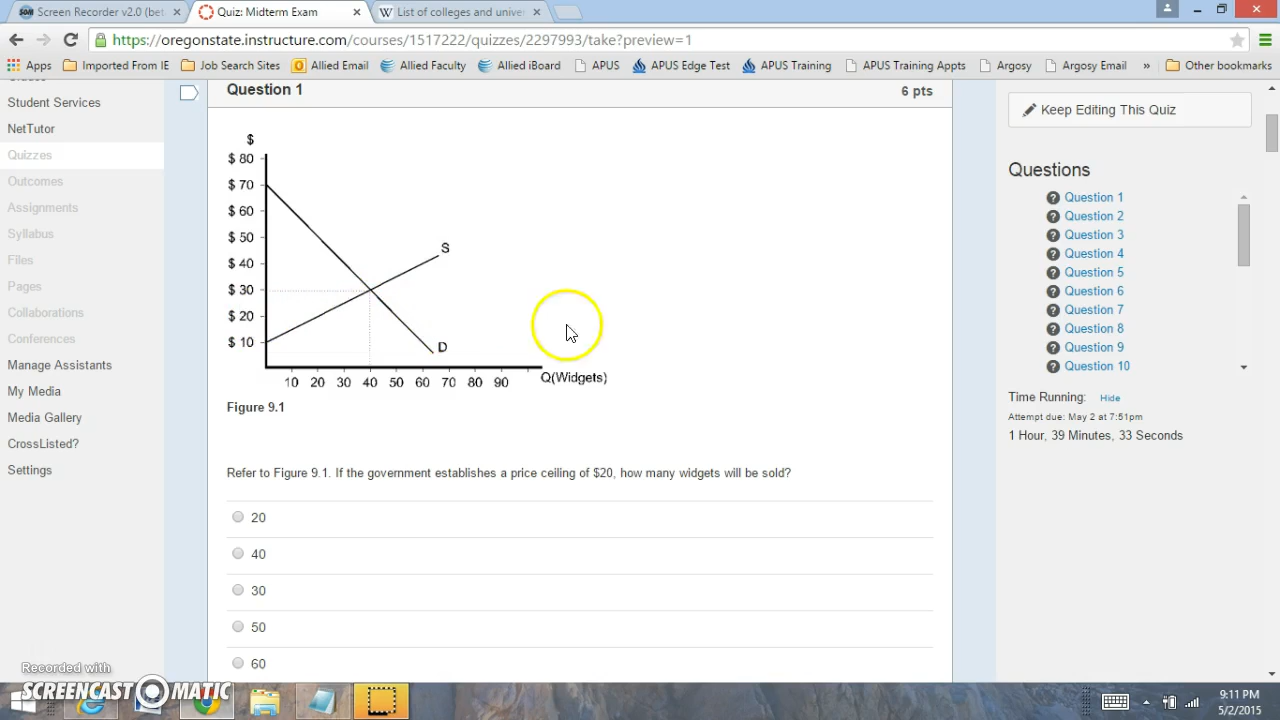 Screen Recorder v2.0 (bet
Quiz: Midterm Exam
List of colleges and univer
https://oregonstate.instructure.com/courses/1517222/quizzes/2297993/take?preview=1
Apps
Imported From IE
Job Search Sites
Allied Email
Allied Faculty
Allied iBoard
APUS
APUS Edge Test
APUS Training
APUS Training Appts
Argosy
Argosy Email
»
Other bookmarks
Student Services
NetTutor
Quizzes
Outcomes
Assignments
Syllabus
Files
Pages
Collaborations
Conferences
Manage Assistants
My Media
Media Gallery
CrossListed?
Settings
Question 1
6 pts
$
$ 80
$ 70
$ 60
$ 50
$ 40
$ 30
$ 20
$ 10
S
D
10 20 30 40 50 60 70 80 90
Q(Widgets)
Figure 9.1
Refer to Figure 9.1. If the government establishes a price ceiling of $20, how many widgets will be sold?
20
40
30
50
60
Keep Editing This Quiz
Questions
? Question 1
? Question 2
? Question 3
? Question 4
? Question 5
? Question 6
? Question 7
? Question 8
? Question 9
? Question 10
Time Running: Hide
Attempt due: May 2 at 7:51pm
1 Hour, 39 Minutes, 33 Seconds
Recorded with
SCREENCAST MATIC
9:11 PM
5/2/2015